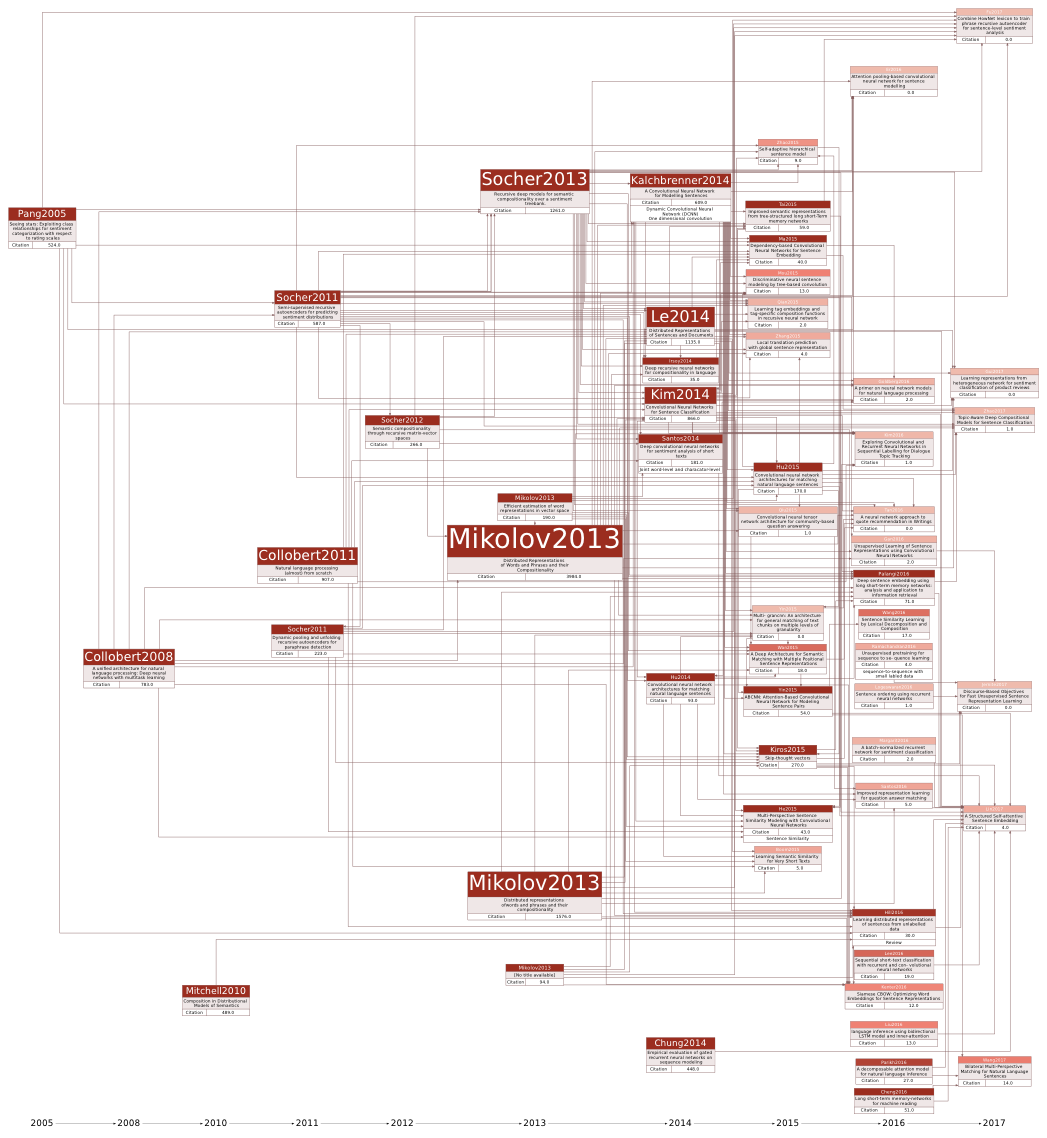 Combine HowNet lexicon to train
phrase recursive autoencoder
for sentence-level sentiment
analysis
Citation 0.0
Attention pooling-based convolutional
neural network for sentence
modelling
Citation 0.0
Self-adaptive hierarchical
sentence model
Citation 9.0
Socher2013
Recursive deep models for semantic
compositionality over a sentiment
treebank
Citation 1261.0
Kalchbrenner2014
A Convolutional Neural Network
for Modelling Sentences
Citation 609.0
Dynamic Convolutional Neural
Network (DCNN)
One dimensional convolution
Pang2005
Seeing stars: Exploiting class
relationships for sentiment
categorization with respect
to rating scales
Citation 524.0
Tai2015
Improved semantic representations
from tree-structured long short-term
memory networks
Citation 59.0
Ma2015
Dependency-based Convolutional
Neural Networks for Sentence
Embedding
Citation 40.0
Mou2015
Discriminative neural sentence
modeling by tree-based convolution
Citation 13.0
Socher2011
Semi-supervised recursive
autoencoders for predicting
sentiment distributions
Citation 587.0
Learning tag embeddings and
tag-specific composition functions
in recursive neural network
Citation 2.0
Le2014
Distributed Representations
of Sentences and Documents
Citation 1135.0
Local translation prediction
with global sentence representation
Citation 4.0
Irsoy2014
Deep recursive neural networks
for compositionality in language
Citation 35.0
Kim2014
Convolutional Neural Networks
for Sentence Classification
Citation 866.0
A primer on neural network models
for natural language processing
Citation 2.0
Learning representations from
heterogeneous network for sentiment
classification of product reviews
Citation 0.0
Topic-Aware Deep Compositional
Models for Sentence Classification
Citation 1.0
Socher2012
Semantic compositionality
through recursive matrix-vector
spaces
Citation 266.0
Santos2014
Deep convolutional neural networks
for sentiment analysis of short
texts
Citation 181.0
Joint word-level and characater-level
Exploring Convolutional and
Recurrent Neural Networks in
Sequential Labelling for Dialogue
Topic Tracking
Citation 1.0
Hu2015
Convolutional neural network
architectures for matching
natural language sentences
Citation 170.0
Mikolov2013
Efficient estimation of word
representations in vector space
Citation 190.0
Convolutional neural tensor
network architecture for community-based
question answering
Citation 1.0
A neural network approach to
quote recommendation in Writings
Citation 0.0
Mikolov2013
Distributed Representations
of Words and Phrases and their
Compositionality
Citation 3984.0
Unsupervised Learning of Sentence
Representations using Convolutional
Neural Networks
Citation 2.0
Collobert2011
Natural language processing
(almost) from scratch
Citation 907.0
Palangi2016
Deep sentence embedding using
long short-term memory networks:
analysis and application to
information retrieval
Citation 71.0
Multi- grancnn: An architecture
for general matching of text
chunks on multiple levels of
granularity
Citation 0.0
Wang2016
Sentence Similarity Learning
by Lexical Decomposition and
Composition
Citation 17.0
Socher2011
Dynamic pooling and unfolding
recursive autoencoders for
paraphrase detection
Citation 223.0
Collobert2008
A unified architecture for natural
language processing: Deep neural
networks with multitask learning
Citation 783.0
Wan2015
A Deep Architecture for Semantic
Matching with Multiple Positional
Sentence Representations
Citation 18.0
Unsupervised pretraining for
sequence to se- quence learning
Citation 4.0
sequence-to-sequence with
small labled data
Hu2014
Convolutional neural network
architectures for matching
natural language sentences
Citation 93.0
Yin2015
ABCNN: Attention-Based Convolutional
Neural Network for Modeling
Sentence Pairs
Citation 54.0
Sentence ordering using recurrent
neural networks
Citation 1.0
Discourse-Based Objectives
for Fast Unsupervised Sentence
Representation Learning
Citation 0.0
Kiros2015
Skip-thought vectors
Citation 270.0
A batch-normalized recurrent
network for sentiment classification
Citation 2.0
Improved representation learning
for question answer matching
Citation 5.0
He2015
Multi-Perspective Sentence
Similarity Modeling with Convolutional
Neural Networks
Citation 43.0
Sentence Similarity
Lin2017
A Structured Self-attentive
Sentence Embedding
Citation 4.0
Learning Semantic Similarity
for Very Short Texts
Citation 5.0
Mikolov2013
Distributed representations
ofwords and phrases and their
compositionality
Citation 1576.0
Hill2016
Learning distributed representations
of sentences from unlabelled
data
Citation 30.0
Review
Lee2016
Sequential short-text classification
with recurrent and con- volutional
neural networks
Citation 19.0
Mikolov2013
[No title available]
Citation 94.0
Mitchell2010
Composition in Distributional
Models of Semantics
Citation 489.0
Siamese CBOW: Optimizing Word
Embeddings for Sentence Representations
Citation 12.0
Liu2016
language inference using bidirectional
LSTM model and inner-attention
Citation 13.0
Chung2014
Empirical evaluation of gated
recurrent neural networks on
sequence modeling
Citation 446.0
Parikh2016
A decomposable attention model
for natural language inference
Citation 27.0
Wang2017
Bilateral Multi-Perspective
Matching for Natural Language
Sentences
Citation 14.0
Cheng2016
Long short-term memory-networks
for machine reading
Citation 51.0
2005 2008 2010 2011 2012 2013 2014 2015 2016 2017